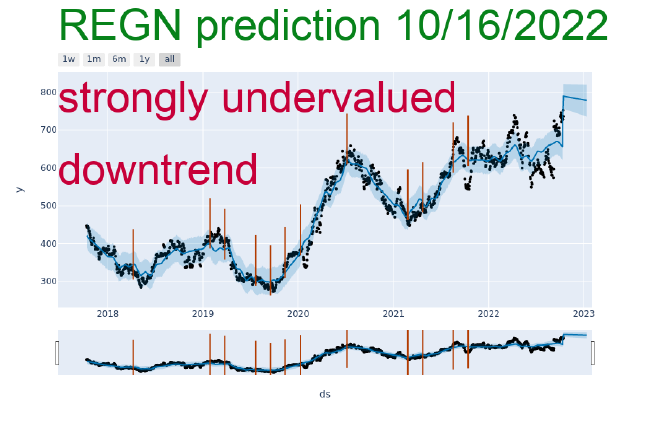 REGN prediction 10/16/2022
1w 1m 6m 1y all
strongly undervalued
downtrend
800
700
600
500
400
300
y
2018 2019 2020 2021 2022 2023
ds